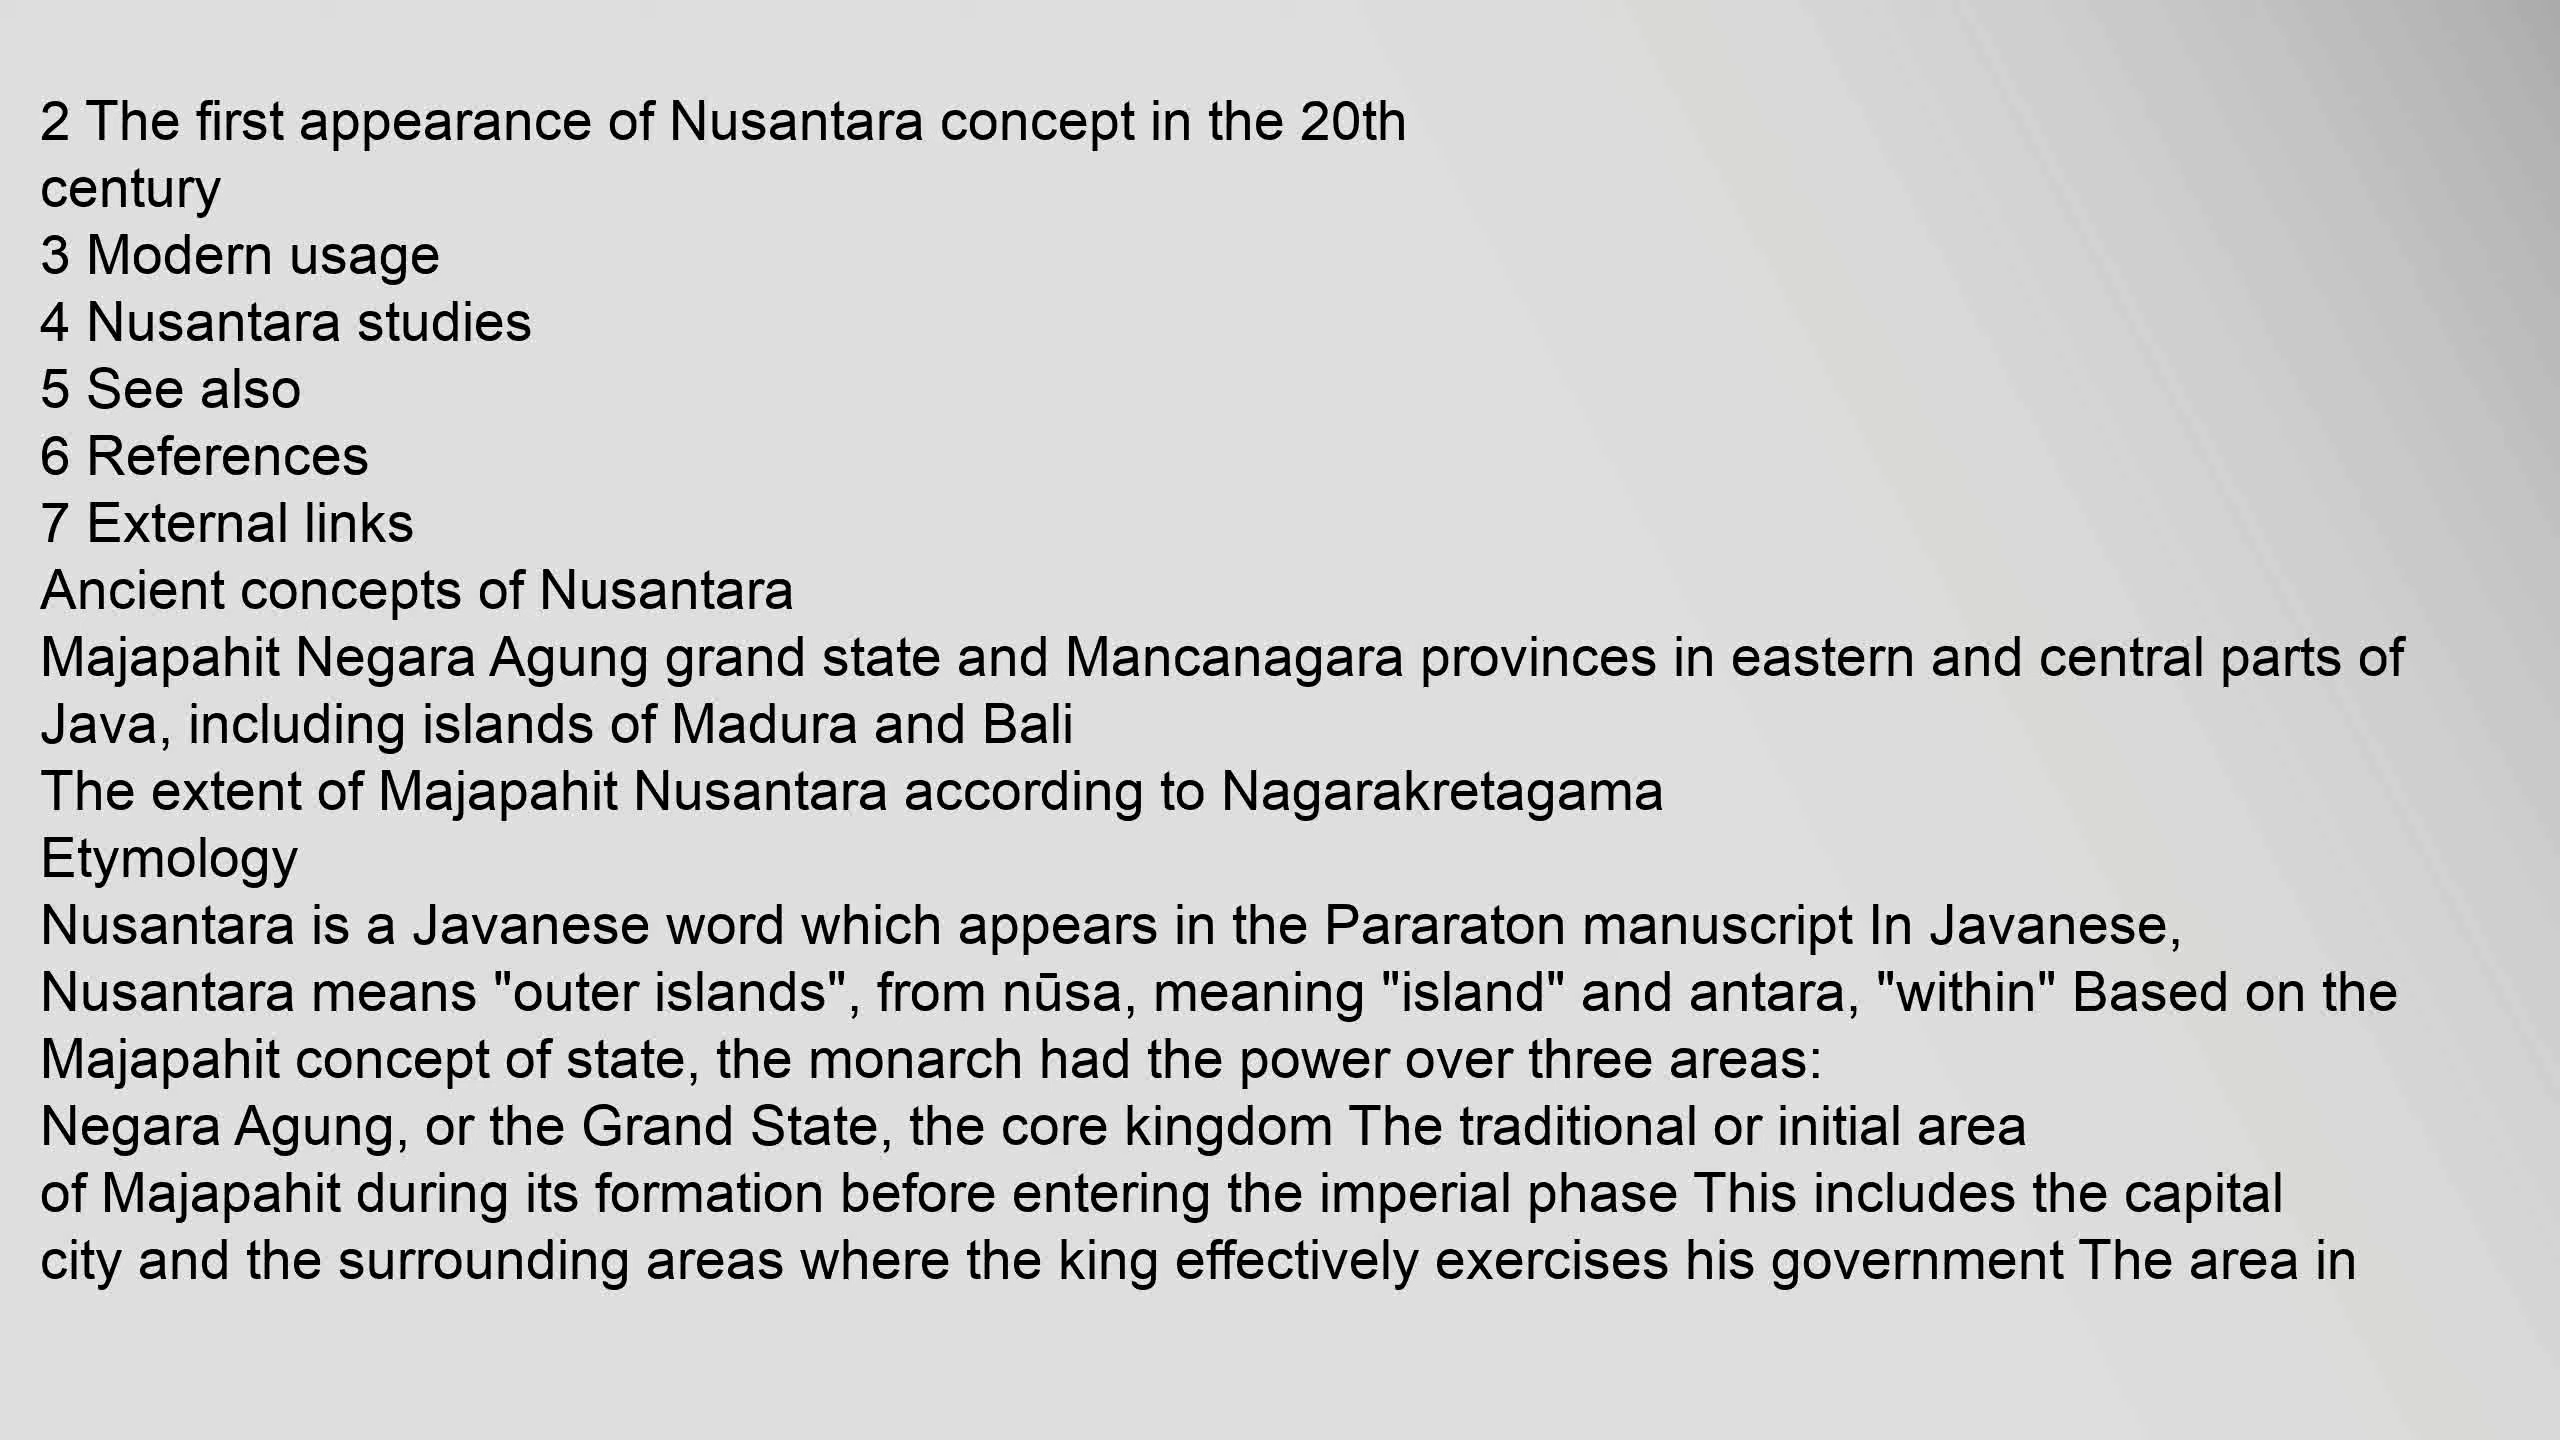 2 The first appearance of Nusantara concept in the 20th
century
3 Modern usage
4 Nusantara studies
5 See also
6 References
7 External links
Ancient concepts of Nusantara
Majapahit Negara Agung grand state and Mancanagara provinces in eastern and central parts of
Java, including islands of Madura and Bali
The extent of Majapahit Nusantara according to Nagarakretagama
Etymology
Nusantara is a Javanese word which appears in the Pararaton manuscript In Javanese,
Nusantara means "outer islands", from nūsa, meaning "island" and antara, "within" Based on the
Majapahit concept of state, the monarch had the power over three areas:
Negara Agung, or the Grand State, the core kingdom The traditional or initial area
of Majapahit during its formation before entering the imperial phase This includes the capital
city and the surrounding areas where the king effectively exercises his government The area in